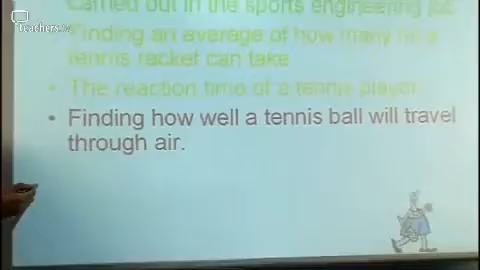 Teachers.tv
Carried out in the sports engineering
Finding an average of how many hits a
tennis racket can take
• The reaction time of a tennis player
• Finding how well a tennis ball will travel
through air.